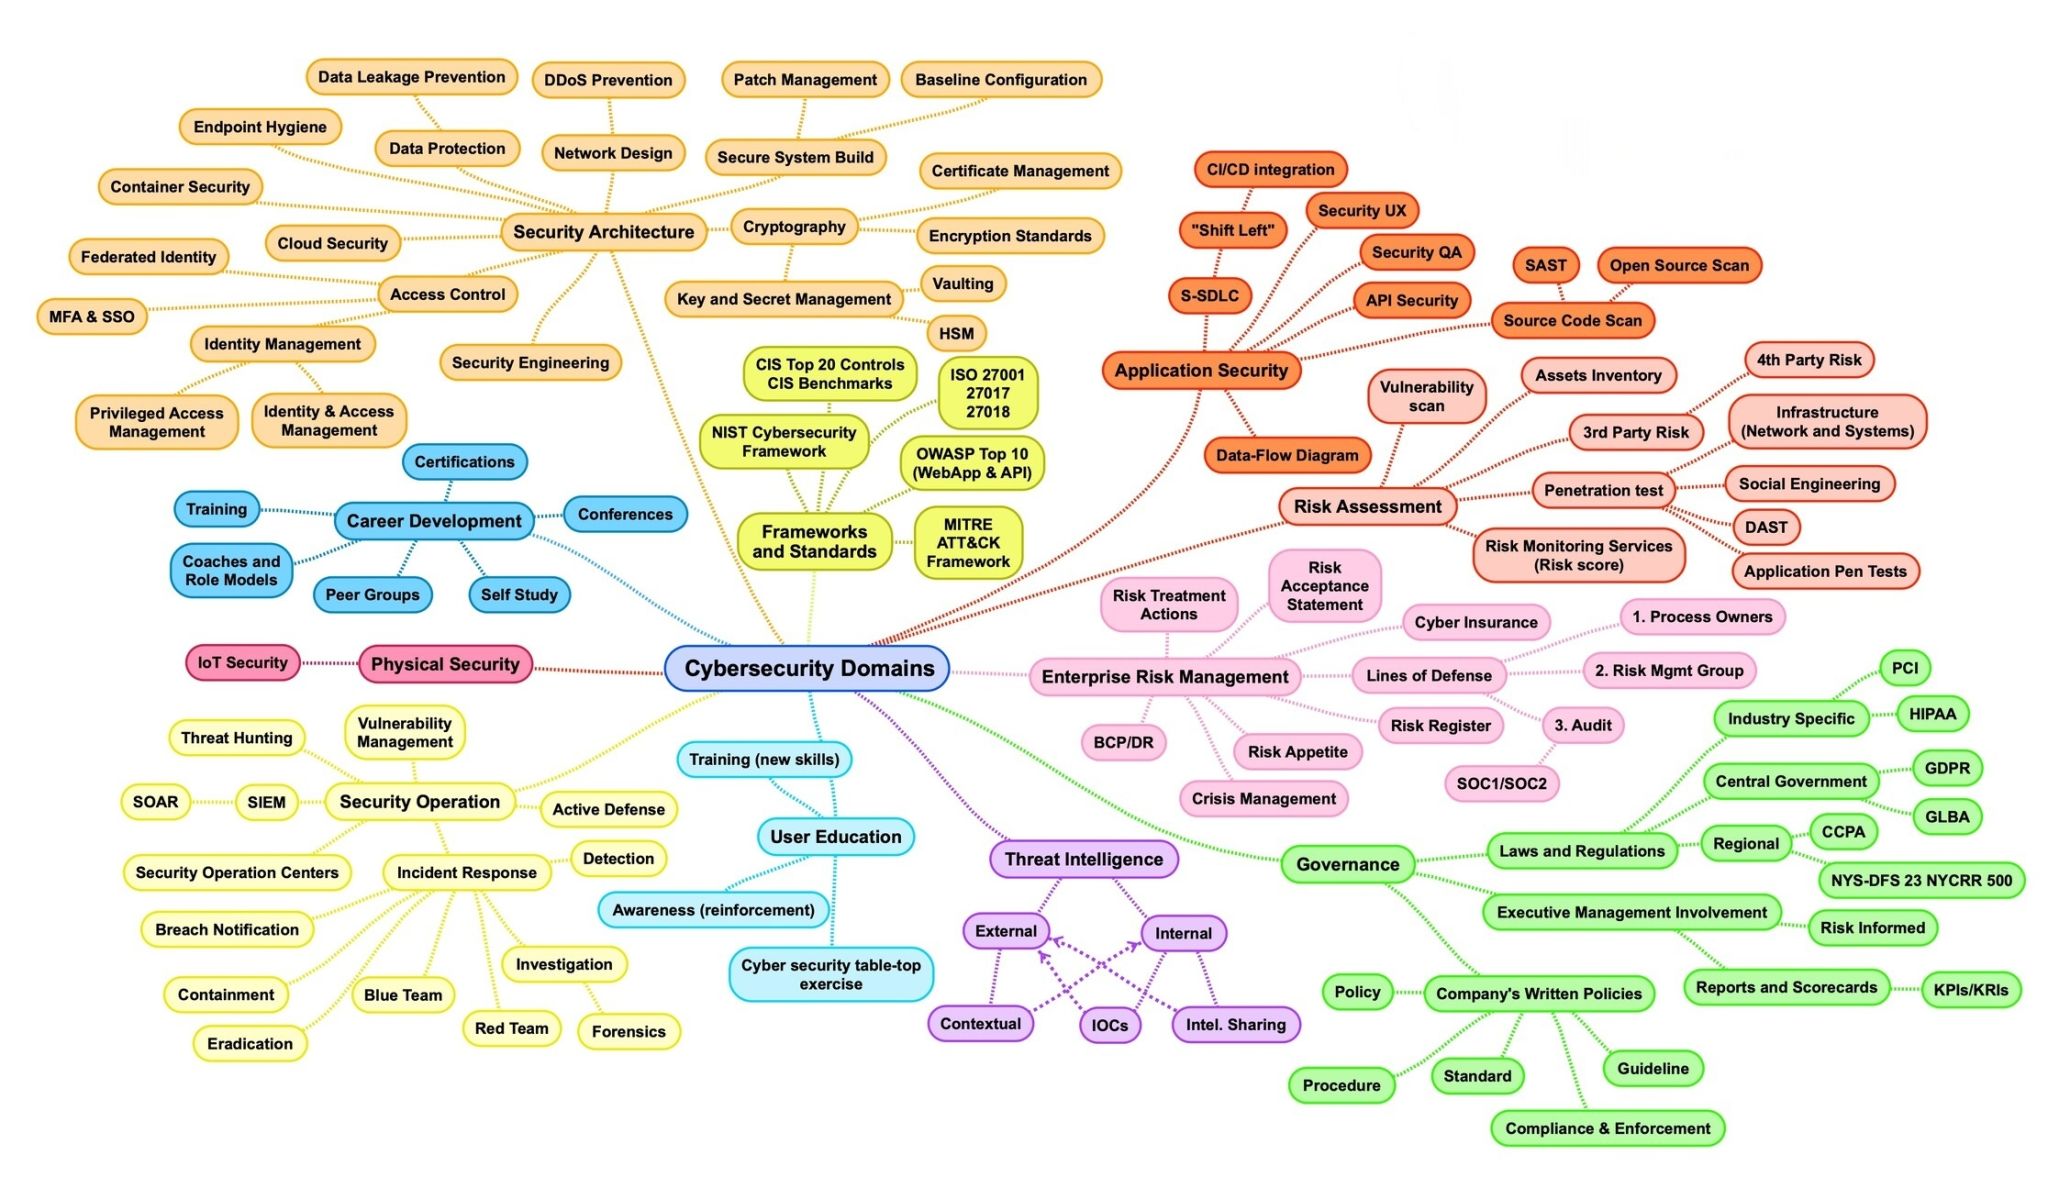 Data Leakage Prevention
DDoS Prevention
Patch Management
Baseline Configuration
Endpoint Hygiene
Data Protection
Network Design
Secure System Build
Container Security
Certificate Management
Security Architecture
Cryptography
Encryption Standards
Cloud Security
Federated Identity
Access Control
Key and Secret Management
Vaulting
HSM
MFA & SSO
Identity Management
Security Engineering
Privileged Access
Management
Identity & Access
Management
CI/CD integration
"Shift Left"
Security UX
Security QA
S-SDLC
API Security
SAST
Open Source Scan
Source Code Scan
Application Security
Data-Flow Diagram
CIS Top 20 Controls
CIS Benchmarks
ISO 27001
27017
27018
NIST Cybersecurity
Framework
OWASP Top 10
(WebApp & API)
Frameworks
and Standards
MITRE
ATT&CK
Framework
Vulnerability
scan
Assets Inventory
4th Party Risk
3rd Party Risk
Infrastructure
(Network and Systems)
Risk Assessment
Penetration test
Social Engineering
DAST
Risk Monitoring Services
(Risk score)
Application Pen Tests
Certifications
Training
Career Development
Conferences
Coaches and
Role Models
Peer Groups
Self Study
IoT Security
Physical Security
Cybersecurity Domains
Risk Treatment
Actions
Risk
Acceptance
Statement
Cyber Insurance
1. Process Owners
Enterprise Risk Management
Lines of Defense
2. Risk Mgmt Group
BCP/DR
Risk Appetite
Risk Register
3. Audit
Crisis Management
SOC1/SOC2
Threat Hunting
Vulnerability
Management
SOAR
SIEM
Security Operation
Active Defense
Security Operation Centers
Incident Response
Detection
Breach Notification
Investigation
Containment
Blue Team
Eradication
Red Team
Forensics
Training (new skills)
User Education
Awareness (reinforcement)
Cyber security table-top
exercise
Threat Intelligence
External
Internal
Contextual
IOCs
Intel. Sharing
PCI
Industry Specific
HIPAA
Central Government
GDPR
GLBA
Governance
Laws and Regulations
Regional
CCPA
NYS-DFS 23 NYCRR 500
Executive Management Involvement
Risk Informed
Policy
Company's Written Policies
Reports and Scorecards
KPIs/KRIs
Procedure
Standard
Guideline
Compliance & Enforcement